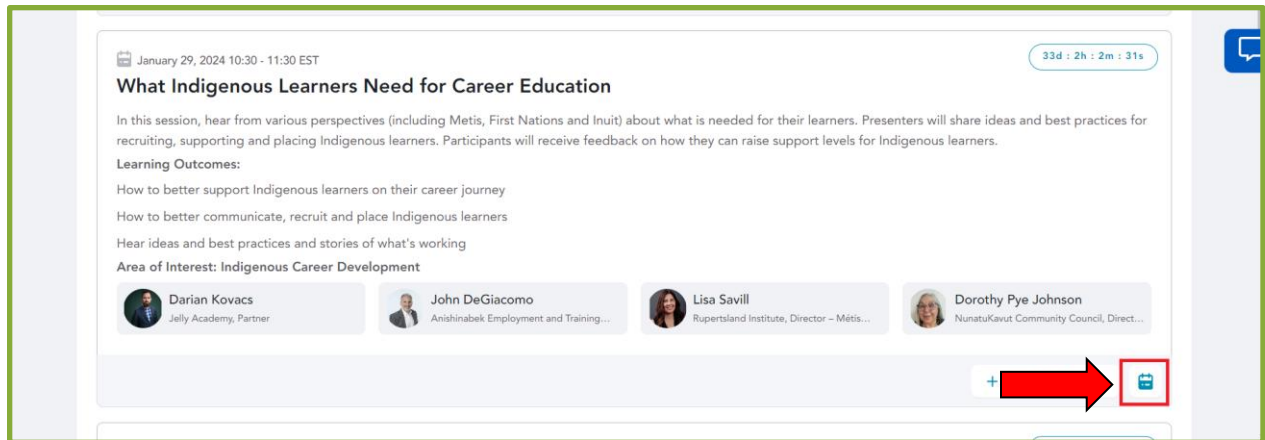 January 29, 2024 10:30 - 11:30 EST
33d : 2h : 2m : 31s
What Indigenous Learners Need for Career Education
In this session, hear from various perspectives (including Metis, First Nations and Inuit) about what is needed for their learners. Presenters will share ideas and best practices for
recruiting, supporting and placing Indigenous learners. Participants will receive feedback on how they can raise support levels for Indigenous learners.
Learning Outcomes:
How to better support Indigenous learners on their career journey
How to better communicate, recruit and place Indigenous learners
Hear ideas and best practices and stories of what's working
Area of Interest: Indigenous Career Development
Darian Kovacs
Jelly Academy, Partner
John DeGiacomo
Anishinabek Employment and Training...
Lisa Savill
Rupertsland Institute, Director – Métis...
Dorothy Pye Johnson
NunatuKavut Community Council, Direct...
+